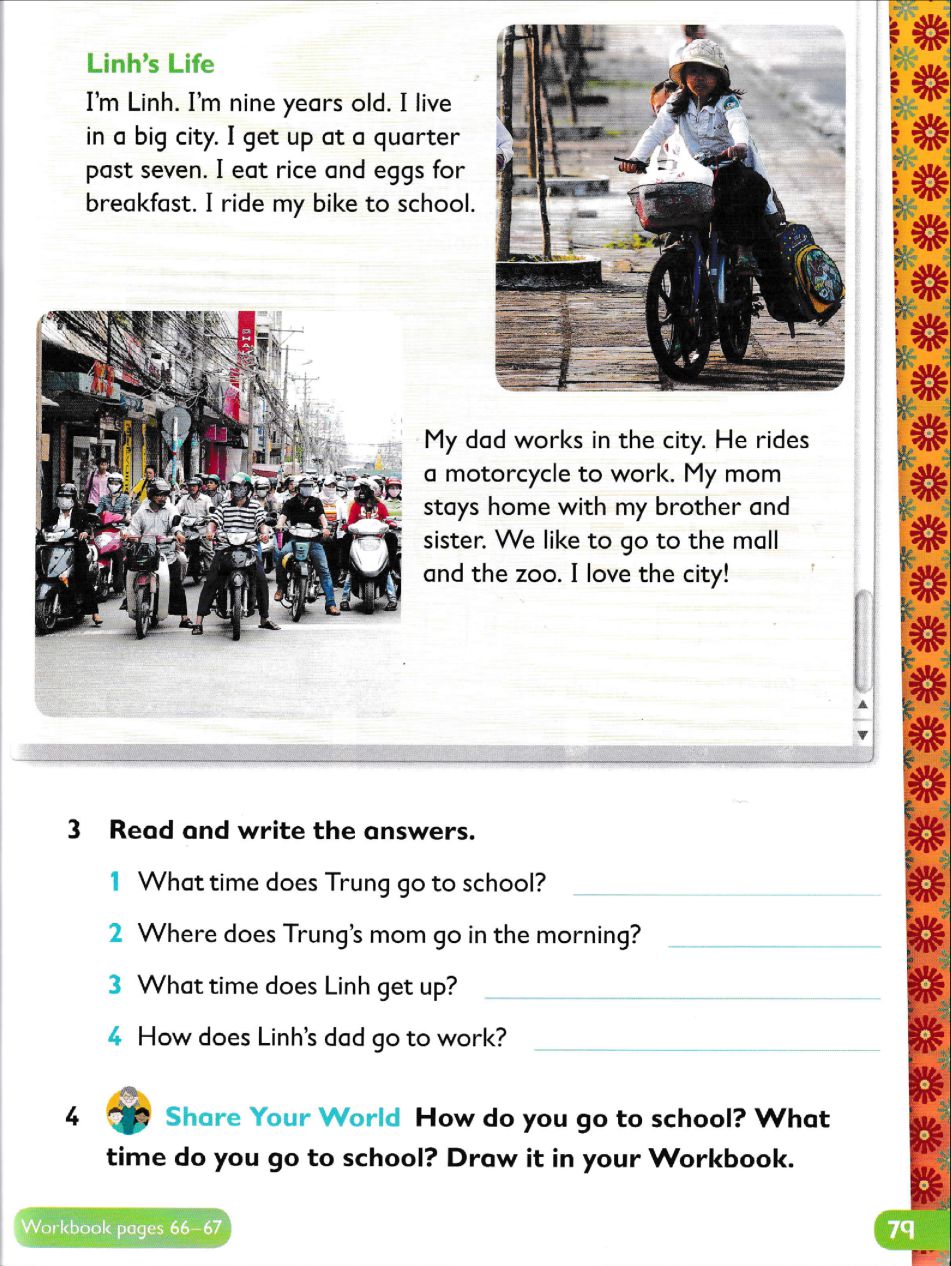 Linh's Life
I'm Linh. I'm nine years old. I live
in a big city. I get up at a quarter
past seven. I eat rice and eggs for
breakfast. I ride my bike to school.
My dad works in the city. He rides
a motorcycle to work. My mom
stays home with my brother and
sister. We like to go to the mall
and the zoo. I love the city!
3 Read and write the answers.
1 What time does Trung go to school?
2 Where does Trung's mom go in the morning?
3 What time does Linh get up?
4 How does Linh's dad go to work?
4 Share Your World How do you go to school? What
time do you go to school? Draw it in your Workbook.
Workbook pages 66–67
79